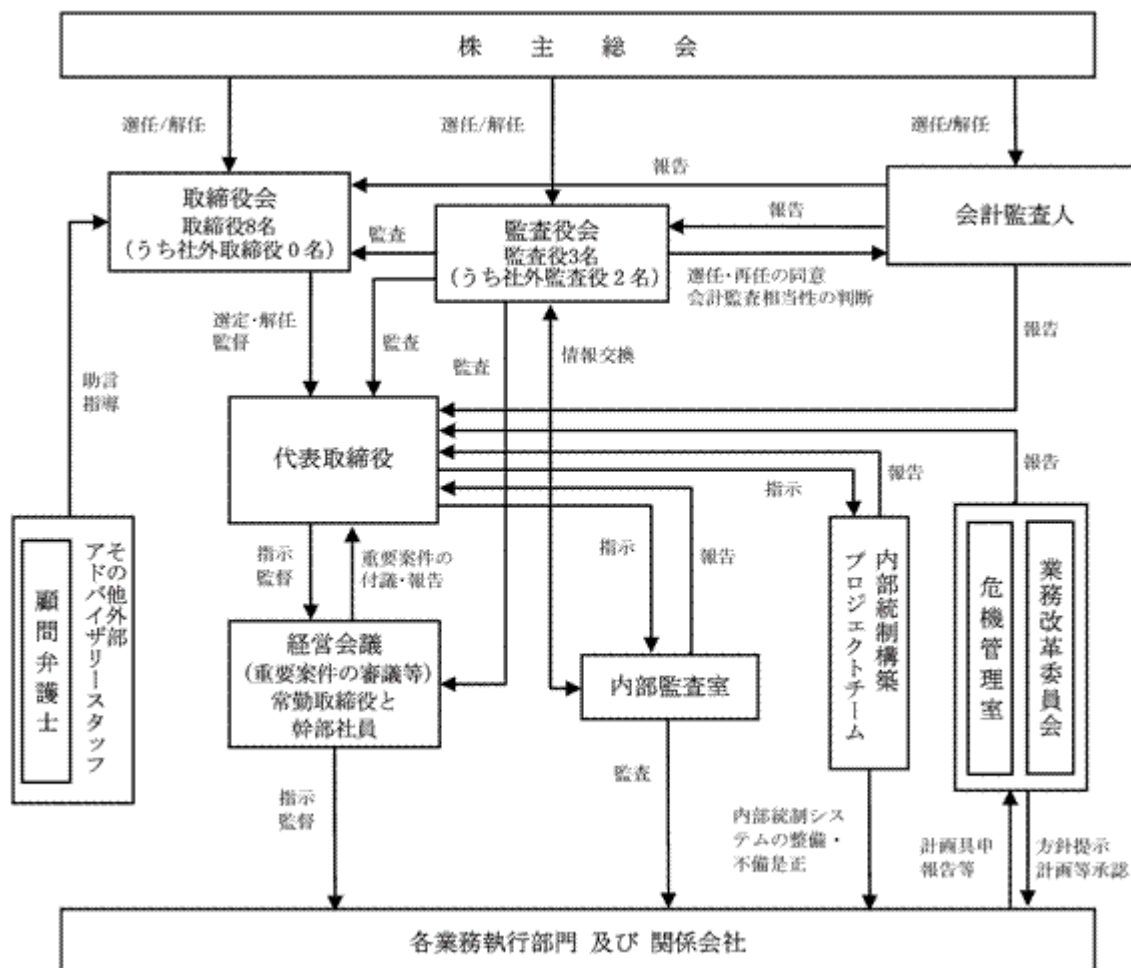 株主総会
選任/解任
選任/解任
選任/解任
報告
取締役会
取締役8名
(うち社外取締役0名)
会計監査人
報告
監査役会
監査役3名
(うち社外監査役2名)
監査
選任・再任の同意
会計監査相当性の判断
選定・解任
監督
監査
監査
情報交換
報告
助言
指導
代表取締役
報告
報告
指示
指示
監督
重要案件の
付議・報告
指示
報告
顧問弁護士
その他外部
アドバイザリースタッフ
内部統制構築
プロジェクトチーム
危機管理室
業務改革委員会
経営会議
(重要案件の審議等)
常勤取締役と
幹部社員
内部監査室
指示
監督
監査
内部統制シス
テムの整備・
不備是正
計画具申
報告等
方針提示
計画等承認
各業務執行部門 及び 関係会社